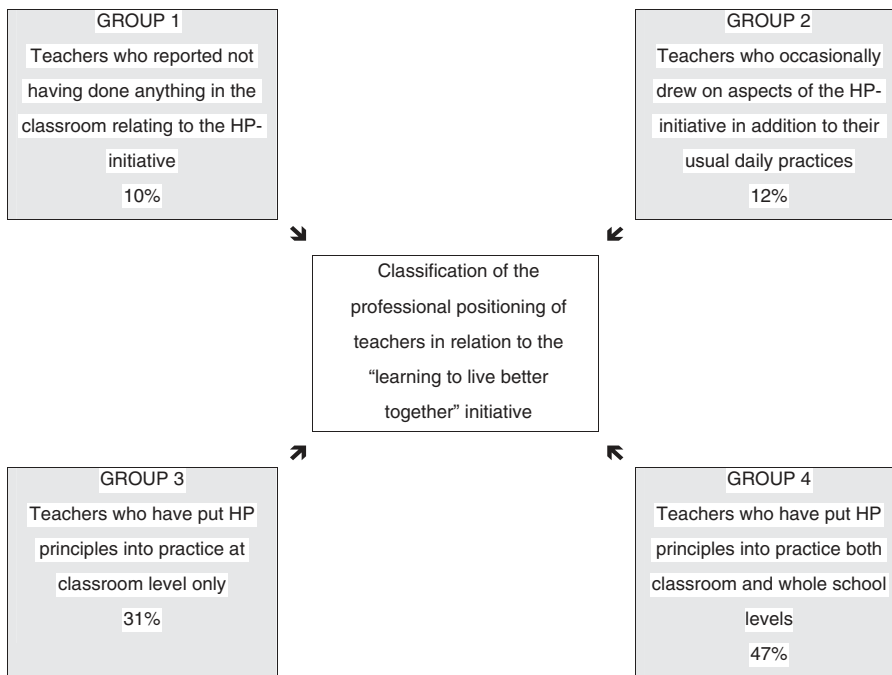 GROUP 1
Teachers who reported not
having done anything in the
classroom relating to the HP-
initiative
10%
GROUP 2
Teachers who occasionally
drew on aspects of the HP-
initiative in addition to their
usual daily practices
12%
Classification of the
professional positioning of
teachers in relation to the
“learning to live better
together” initiative
GROUP 3
Teachers who have put HP
principles into practice at
classroom level only
31%
GROUP 4
Teachers who have put HP
principles into practice both
classroom and whole school
levels
47%